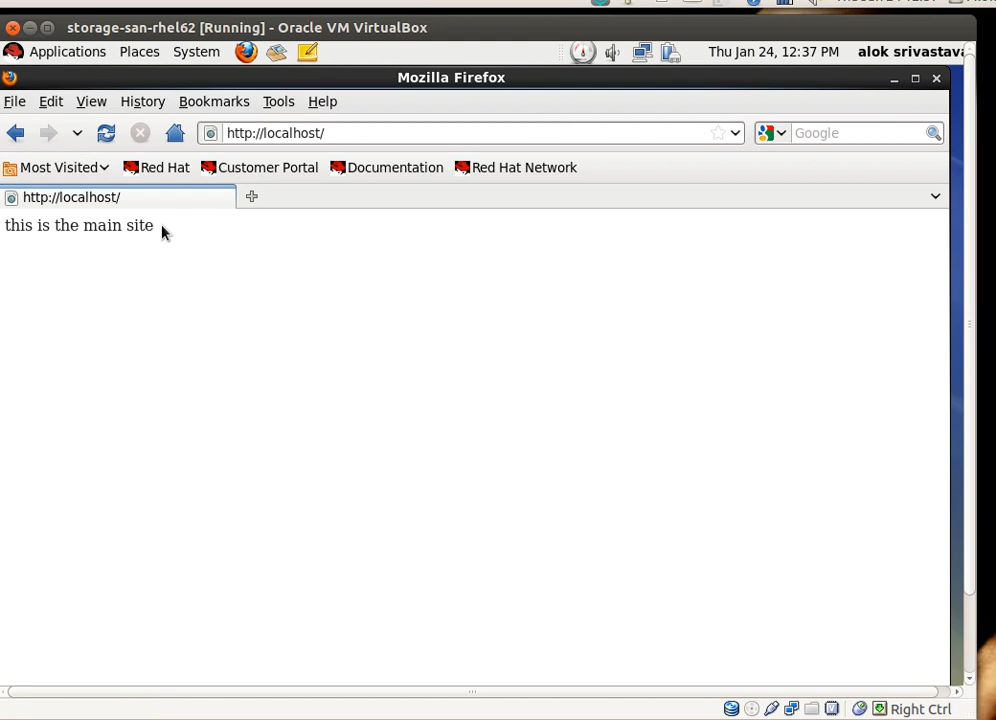 storage-san-rhel62 [Running] - Oracle VM VirtualBox
Applications Places System Thu Jan 24, 12:37 PM alok srivastava
Mozilla Firefox
File Edit View History Bookmarks Tools Help
http://localhost/ Google
Most Visited Red Hat Customer Portal Documentation Red Hat Network
http://localhost/
this is the main site
Right Ctrl